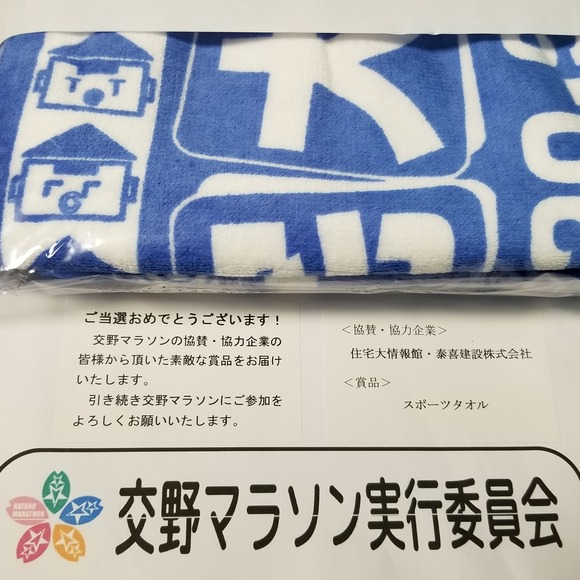 ご当選おめでとうございます！
交野マラソンの協賛・協力企業の
皆様から頂いた素敵な賞品をお届け
いたします。
引き続き交野マラソンにご参加を
よろしくお願いいたします。
＜協賛・協力企業＞
住宅大情報館・泰喜建設株式会社
＜賞品＞
スポーツタオル
KATANO
MARATHON
交野マラソン実行委員会